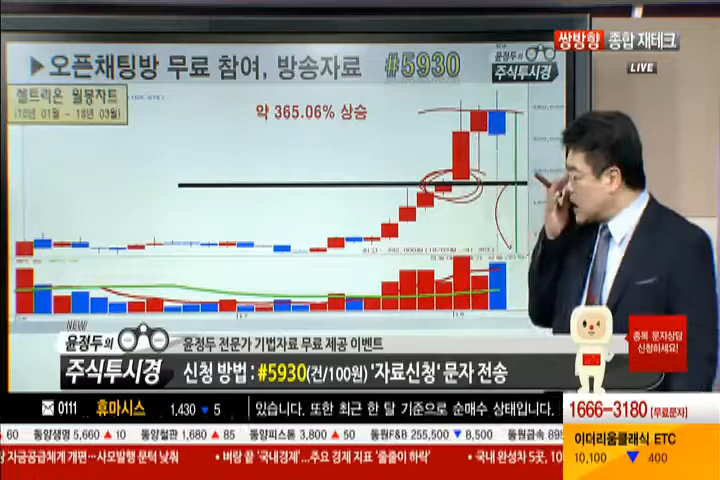 쌍방향 종합 재테크
LIVE
▶오픈채팅방 무료 참여, 방송자료 #5930
윤정두의
주식투시경
셀트리온 월봉차트
약 365.06% 상승
NEW
윤정두의
주식투시경
윤정두 전문가 기법자료 무료 제공 이벤트
신청 방법 : #5930(건/100원) '자료신청' 문자 전송
종목 문자상담
신청하세요!
0111 휴마시스 1,430 ▼ 5 있습니다. 또한 최근 한 달 기준으로 순매수 상태입니다.
1666-3180 [무료문자]
▲ 60 동양생명 5,660 ▲ 10 동양철관 1,680 ▲ 85 동양피스톤 3,800 ▲ 50 동원F&B 255,500 ▼ 8,500 동원금속 895
이더리움클래식 ETC
10,100 ▼ 400
자금공급체계 개편…사모발행 문턱 낮춰 • 벼랑 끝 '국내경제'…주요 경제 지표 '줄줄이 하락' • 국내 완성차 5곳, 10